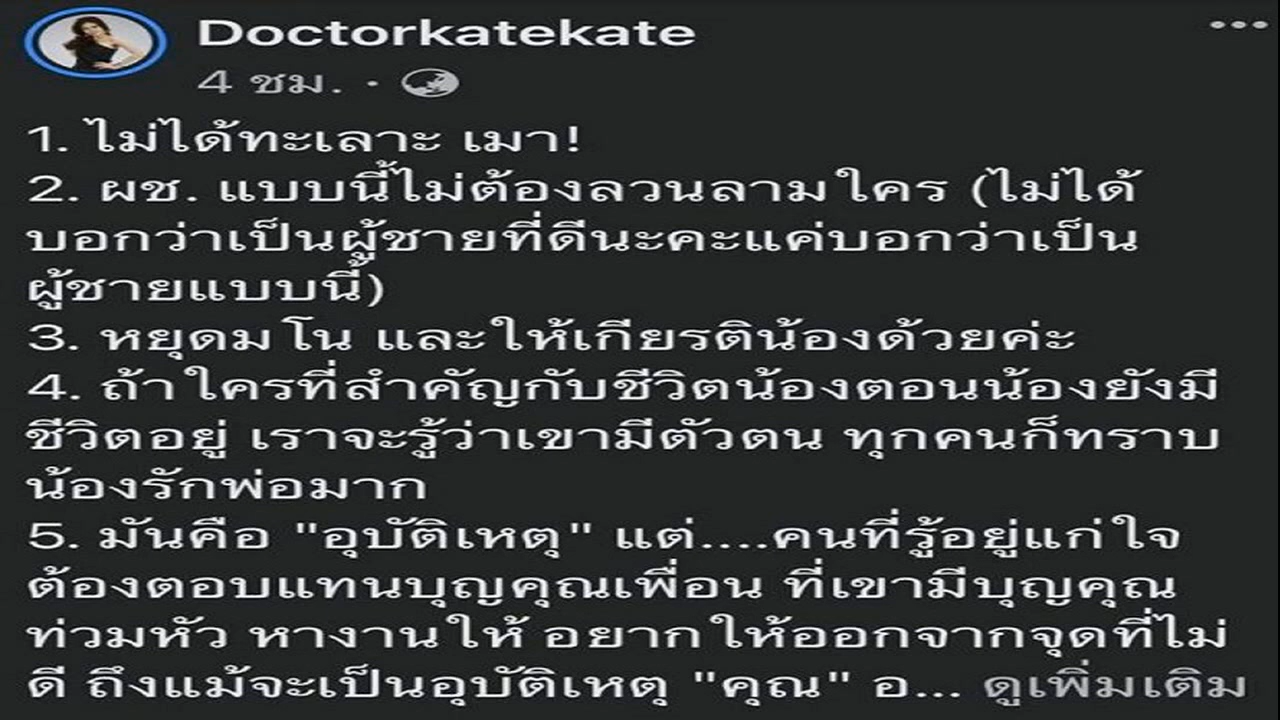 Doctorkatekate
4 ชม. ·
1. ไม่ได้ทะเลาะ เมา!
2. ผช. แบบนี้ไม่ต้องลวนลามใคร (ไม่ได้
บอกว่าเป็นผู้ชายที่ดีนะคะแค่บอกว่าเป็น
ผู้ชายแบบนี้)
3. หยุดมโน และให้เกียรติน้องด้วยค่ะ
4. ถ้าใครที่สำคัญกับชีวิตน้องตอนน้องยังมี
ชีวิตอยู่ เราจะรู้ว่าเขามีตัวตน ทุกคนก็ทราบ
น้องรักพ่อมาก
5. มันคือ "อุบัติเหตุ" แต่....คนที่รู้อยู่แก่ใจ
ต้องตอบแทนบุญคุณเพื่อน ที่เขามีบุญคุณ
ท่วมหัว หางานให้ อยากให้ออกจากจุดที่ไม่
ดี ถึงแม้จะเป็นอุบัติเหตุ "คุณ" อ... ดูเพิ่มเติม